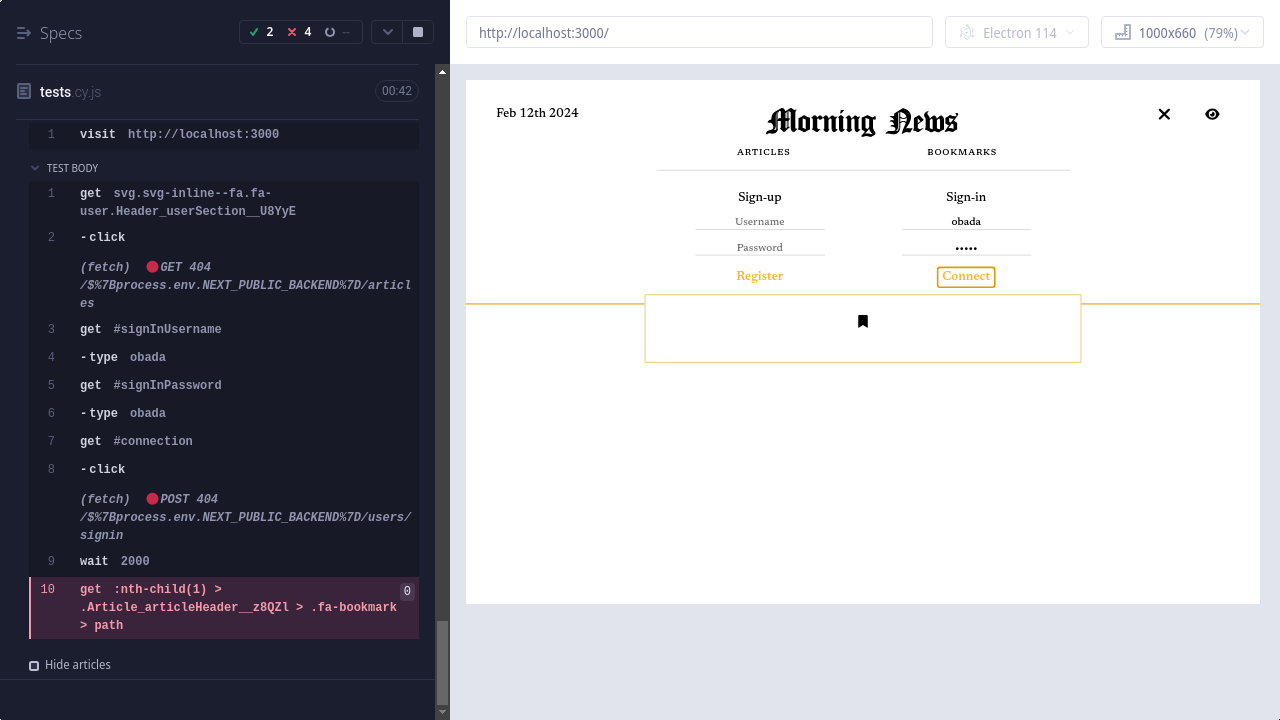 Specs
2
4
--
tests.cy.js
00:42
1 visit http://localhost:3000
TEST BODY
1 get svg.svg-inline--fa.fa-
user.Header_userSection__U8YyE
2 -click
(fetch) GET 404
/$%7Bprocess.env.NEXT_PUBLIC_BACKEND%7D/articl
es
3 get #signInUsername
4 -type obada
5 get #signInPassword
6 -type obada
7 get #connection
8 -click
(fetch) POST 404
/$%7Bprocess.env.NEXT_PUBLIC_BACKEND%7D/users/
signin
9 wait 2000
10 get :nth-child(1) > 0
.Article_articleHeader__z8QZl > .fa-bookmark
> path
Hide articles
http://localhost:3000/
Electron 114
1000x660 (79%)
Feb 12th 2024
Morning News
ARTICLES BOOKMARKS
Sign-up Sign-in
Username obada
Password •••••
Register Connect